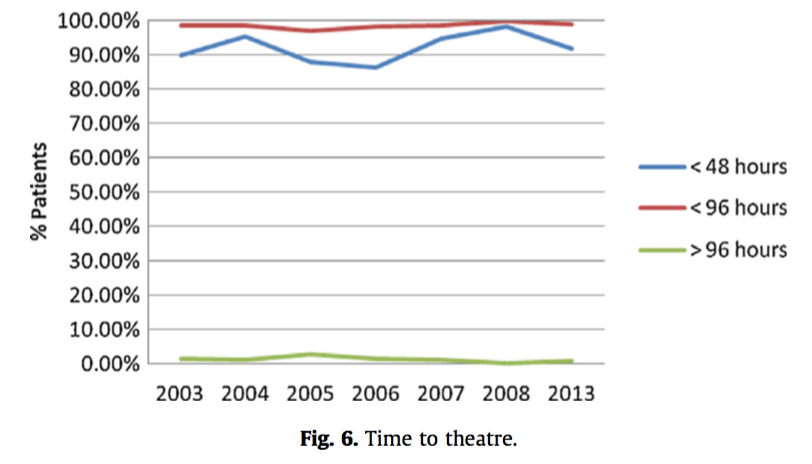 100.00%
90.00%
80.00%
70.00%
60.00%
50.00%
40.00%
30.00%
20.00%
10.00%
0.00%
% Patients
2003 2004 2005 2006 2007 2008 2013
< 48 hours
< 96 hours
> 96 hours
Fig. 6. Time to theatre.